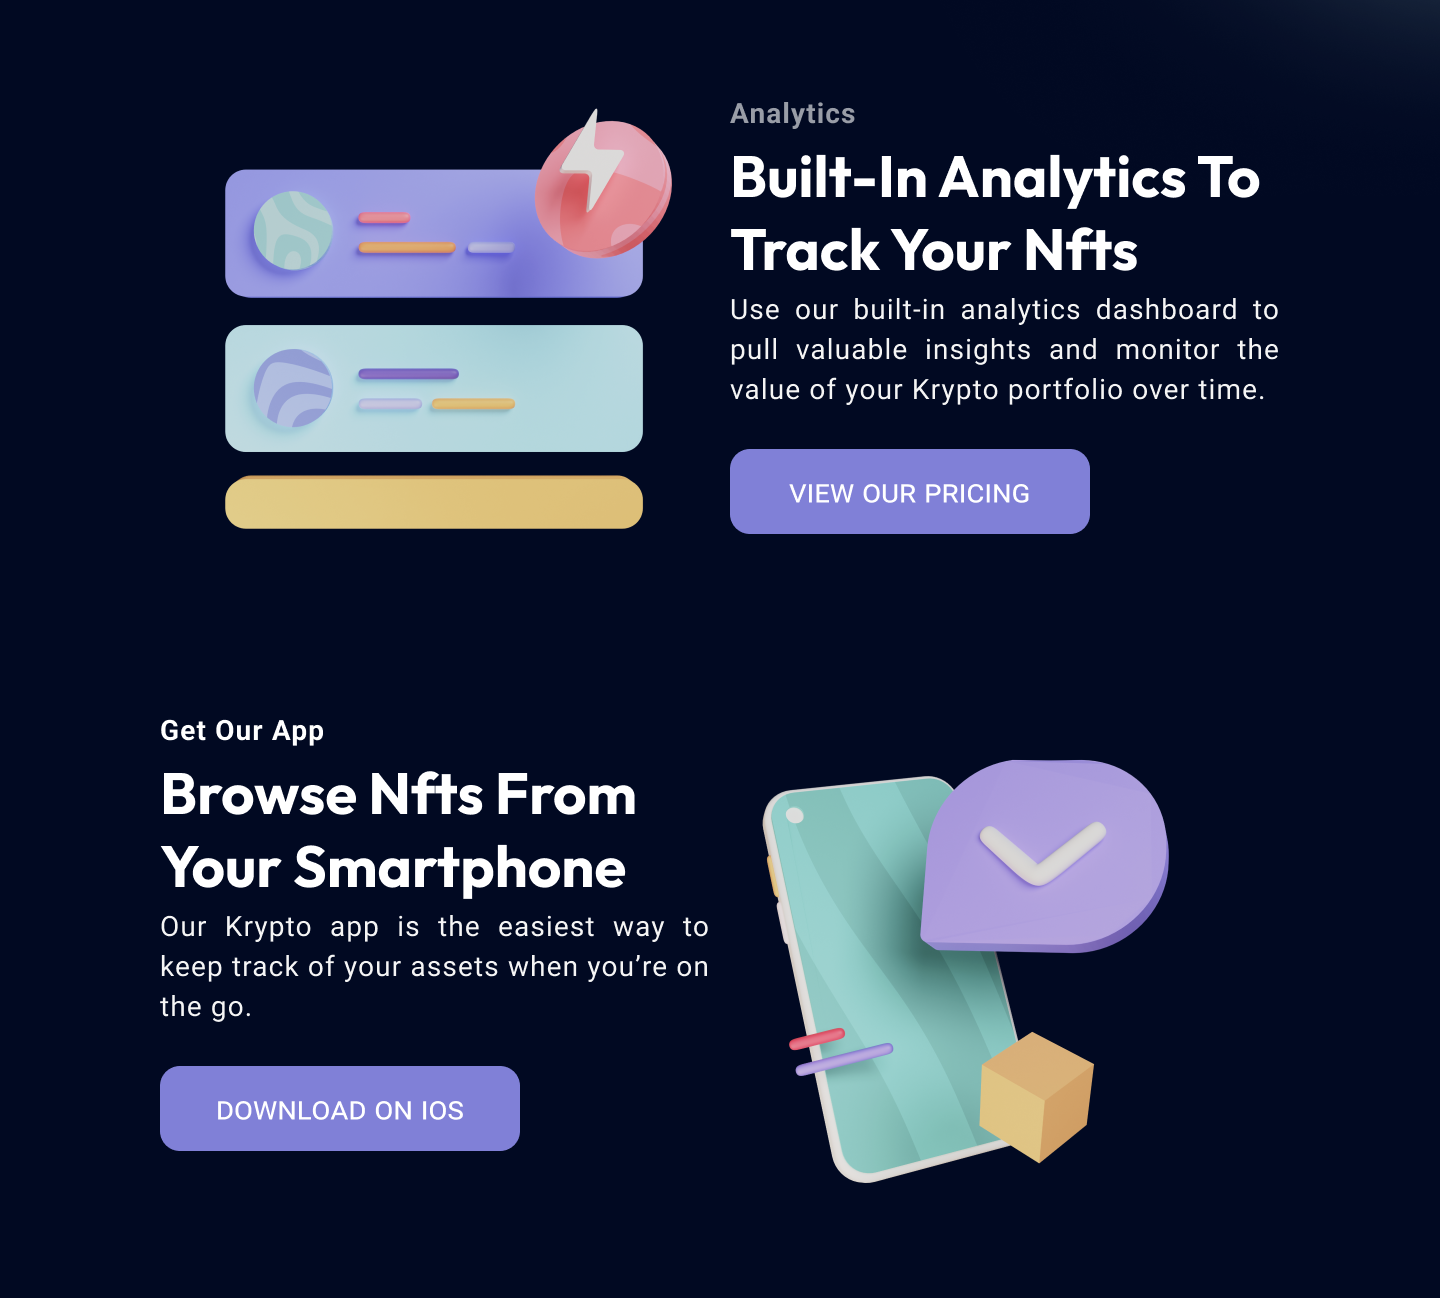 Analytics
Built-In Analytics To
Track Your Nfts
Use our built-in analytics dashboard to
pull valuable insights and monitor the
value of your Krypto portfolio over time.
VIEW OUR PRICING
Get Our App
Browse Nfts From
Your Smartphone
Our Krypto app is the easiest way to
keep track of your assets when you’re on
the go.
DOWNLOAD ON IOS